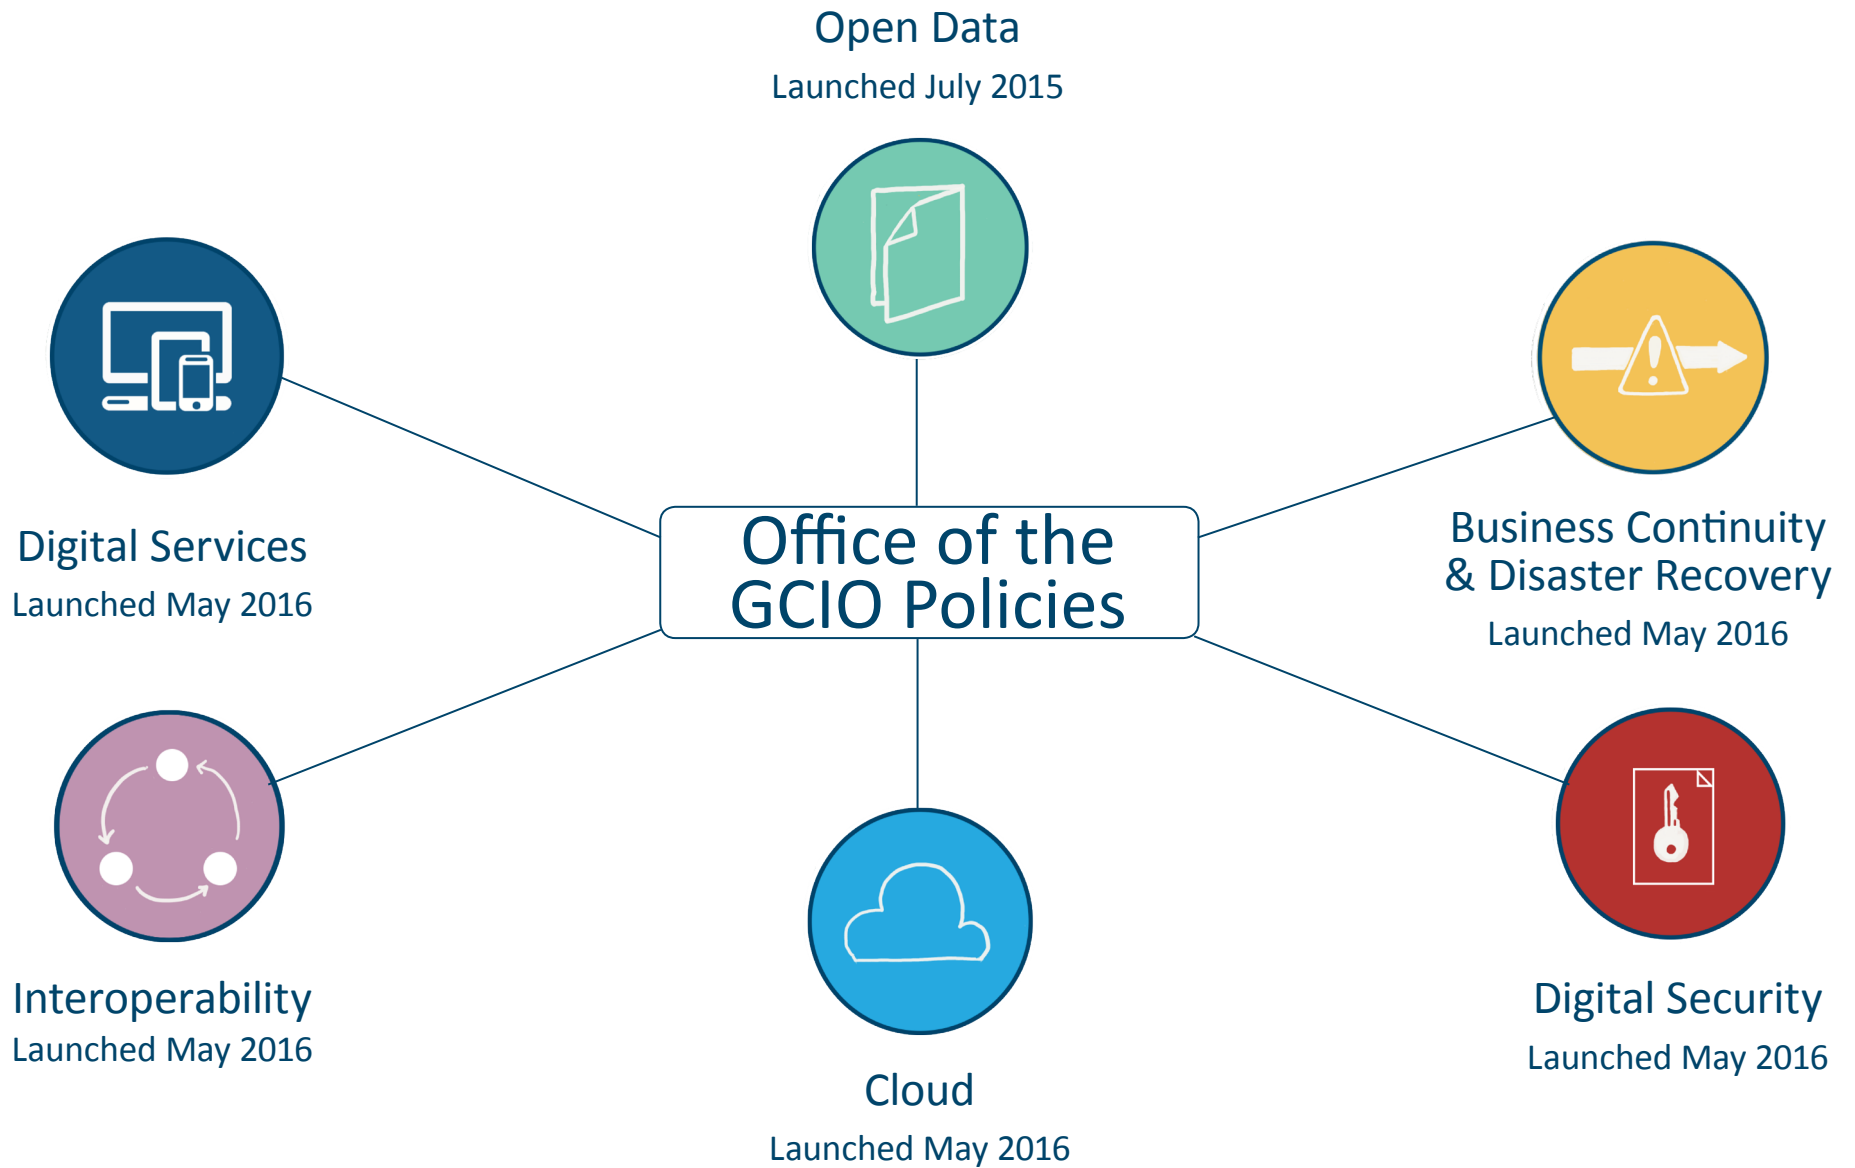 Open Data
Launched July 2015
Digital Services
Launched May 2016
Office of the
GCIO Policies
Business Continuity
& Disaster Recovery
Launched May 2016
Interoperability
Launched May 2016
Cloud
Launched May 2016
Digital Security
Launched May 2016